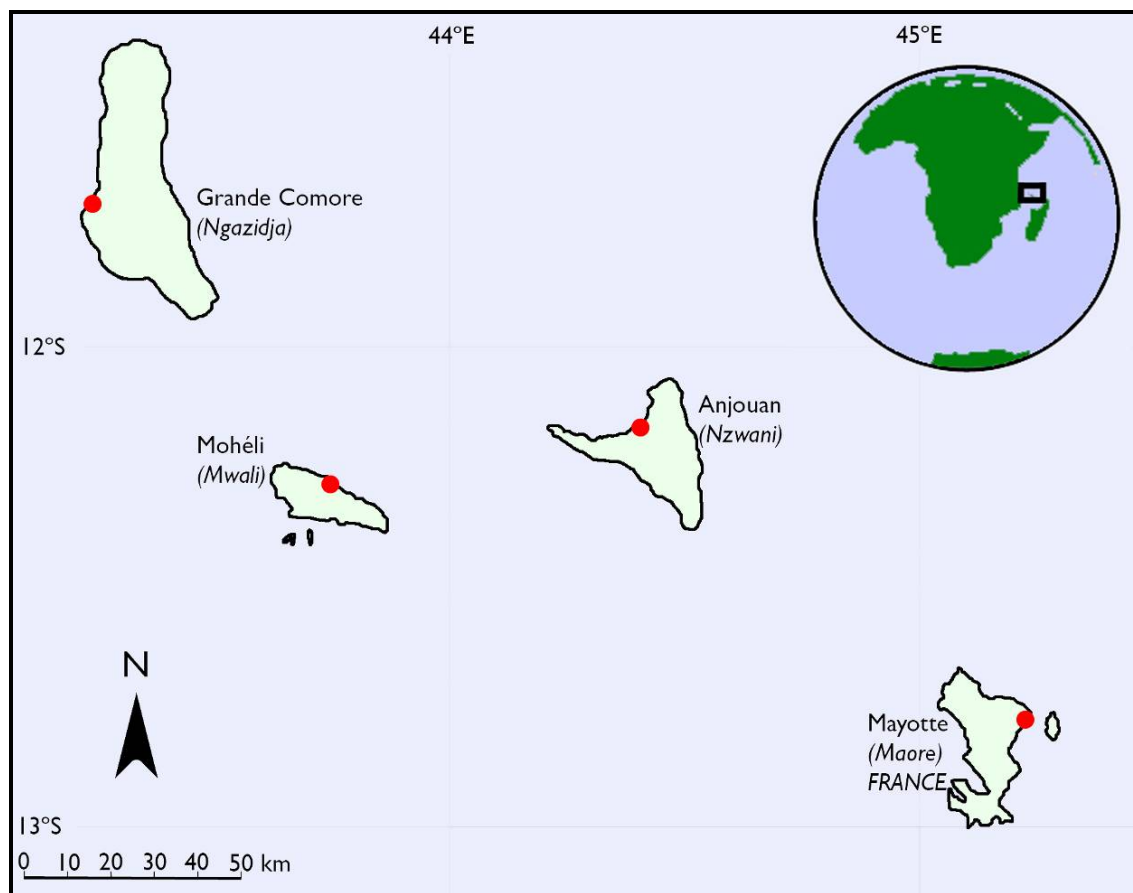 44°E
45°E
Grande Comore
(Ngazidja)
12°S
Anjouan
(Nzwani)
Mohéli
(Mwali)
N
Mayotte
(Maore)
FRANCE
13°S
0 10 20 30 40 50 km